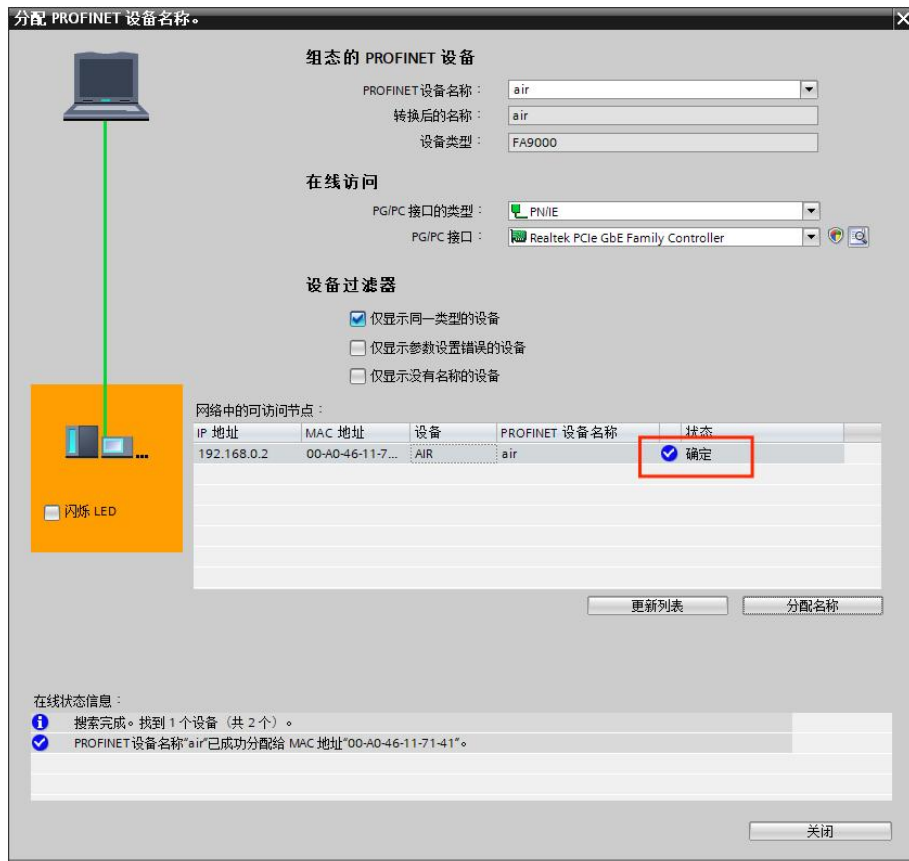 分配 PROFINET 设备名称。
组态的 PROFINET 设备
PROFINET设备名称： air
转换后的名称： air
设备类型： FA9000
在线访问
PG/PC 接口的类型： PN/IE
PG/PC 接口： Realtek PCIe GbE Family Controller
设备过滤器
仅显示同一类型的设备
仅显示参数设置错误的设备
仅显示没有名称的设备
网络中的可访问节点：
IP 地址 MAC 地址 设备 PROFINET 设备名称 状态
192.168.0.2 00-A0-46-11-7... AIR air 确定
闪烁 LED
更新列表 分配名称
在线状态信息：
搜索完成。找到 1 个设备（共 2 个）。
PROFINET设备名称"air"已成功分配给 MAC 地址"00-A0-46-11-71-41"。
关闭